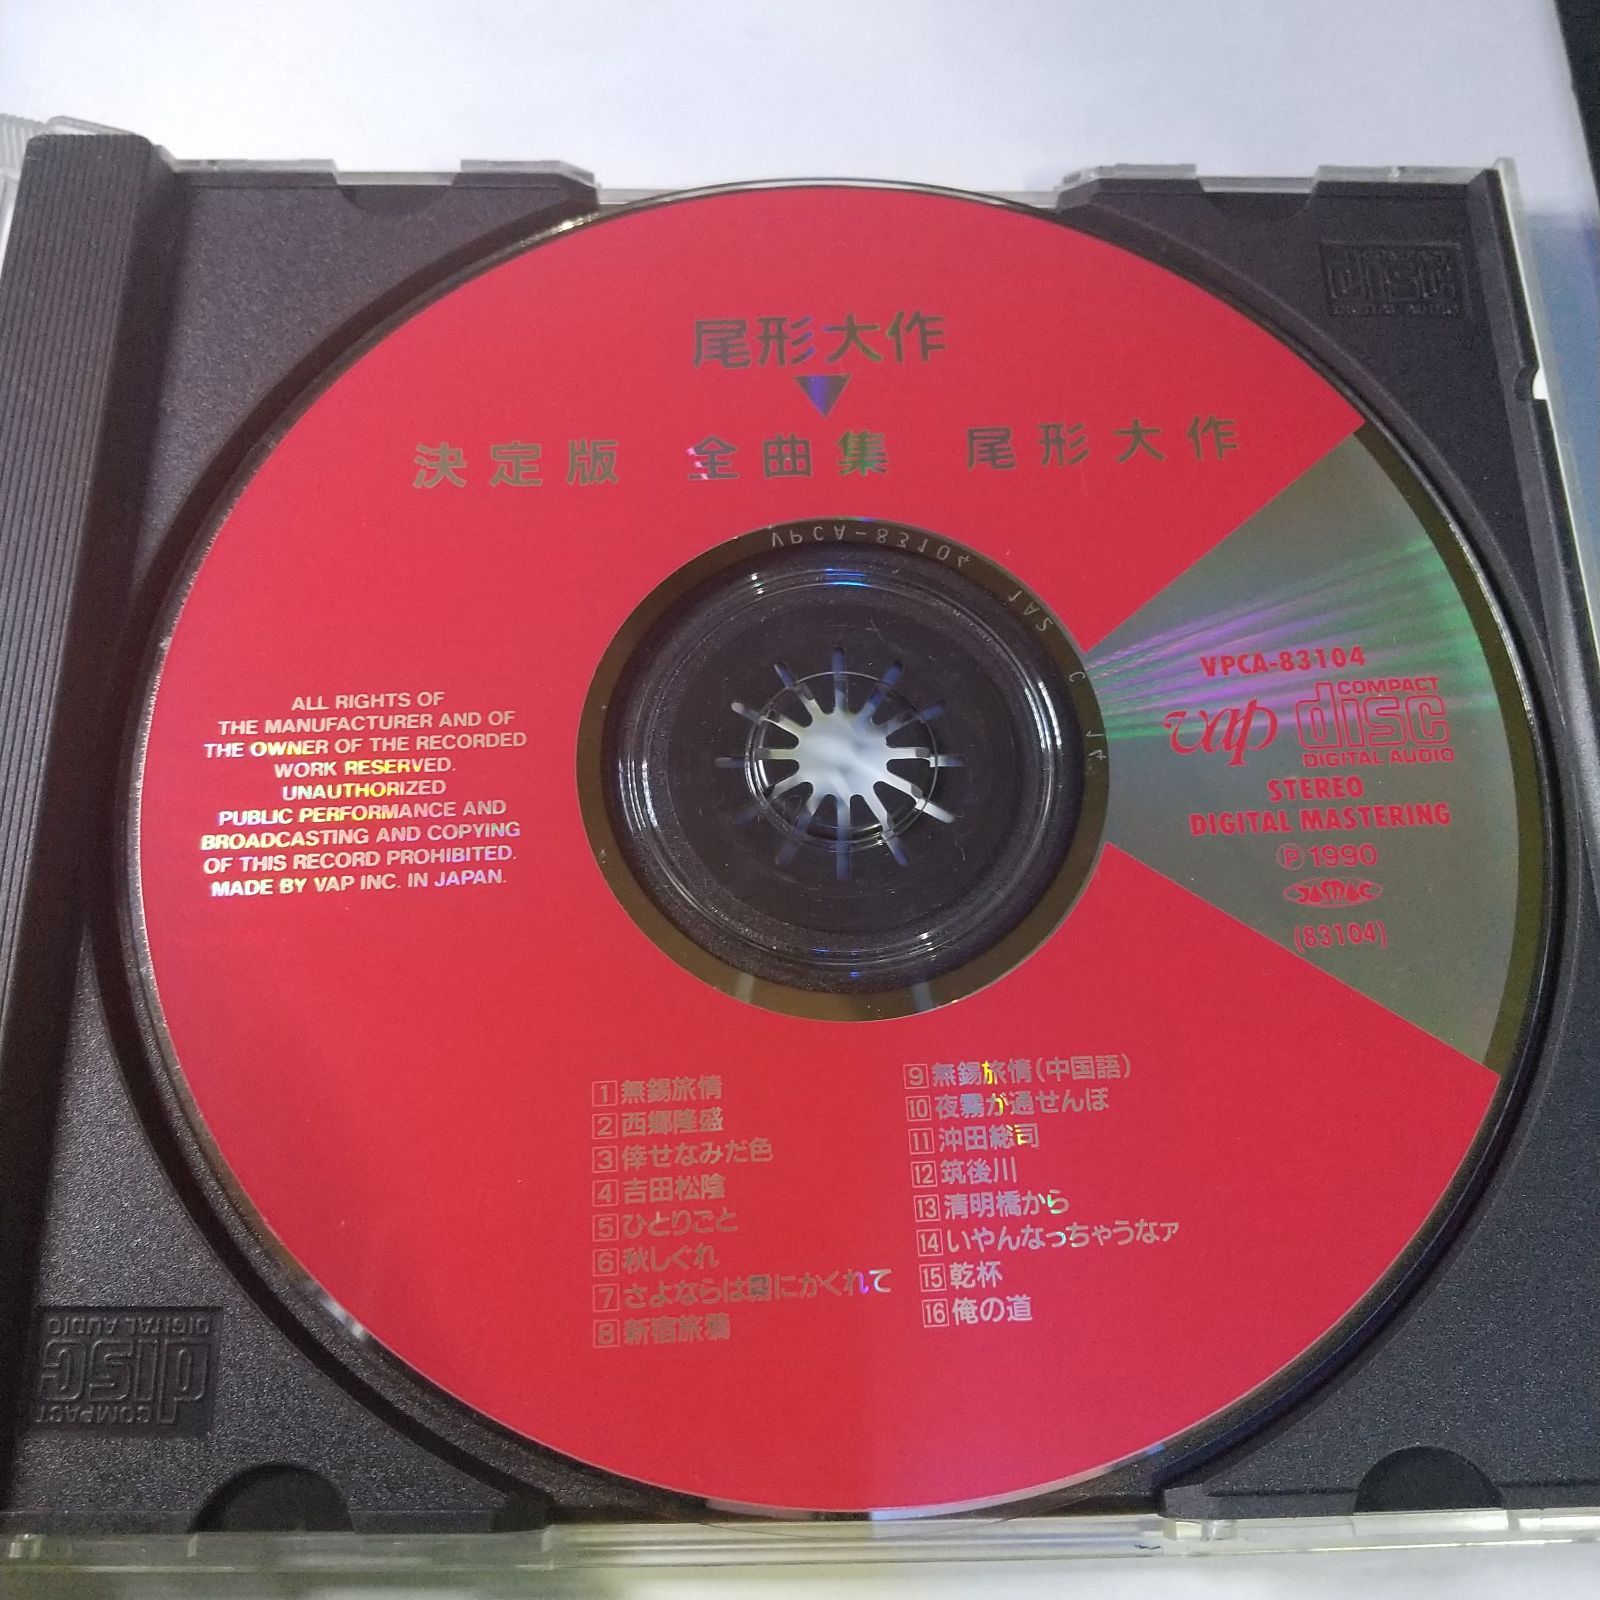 尾形大作
決定版 全曲集 尾形大作
VPCA-83104 1A2 C
ALL RIGHTS OF
THE MANUFACTURER AND OF
THE OWNER OF THE RECORDED
WORK RESERVED.
UNAUTHORIZED
PUBLIC PERFORMANCE AND
BROADCASTING AND COPYING
OF THIS RECORD PROHIBITED.
MADE BY VAP INC. IN JAPAN.
VPCA-83104
vap
COMPACT
disc
DIGITAL AUDIO
STEREO
DIGITAL MASTERING
Ⓟ1990
JASRAC
(83104)
1 無錫旅情
2 西郷隆盛
3 倖せなみだ色
4 吉田松陰
5 ひとりごと
6 秋しぐれ
7 さよならは霧にかくれて
8 新宿旅鴉
9 無錫旅情(中国語)
10 夜霧が通せんぼ
11 沖田総司
12 筑後川
13 清明橋から
14 いやんなっちゃうなァ
15 乾杯
16 俺の道
disc
DIGITAL AUDIO
COMPACT
disc
DIGITAL AUDIO